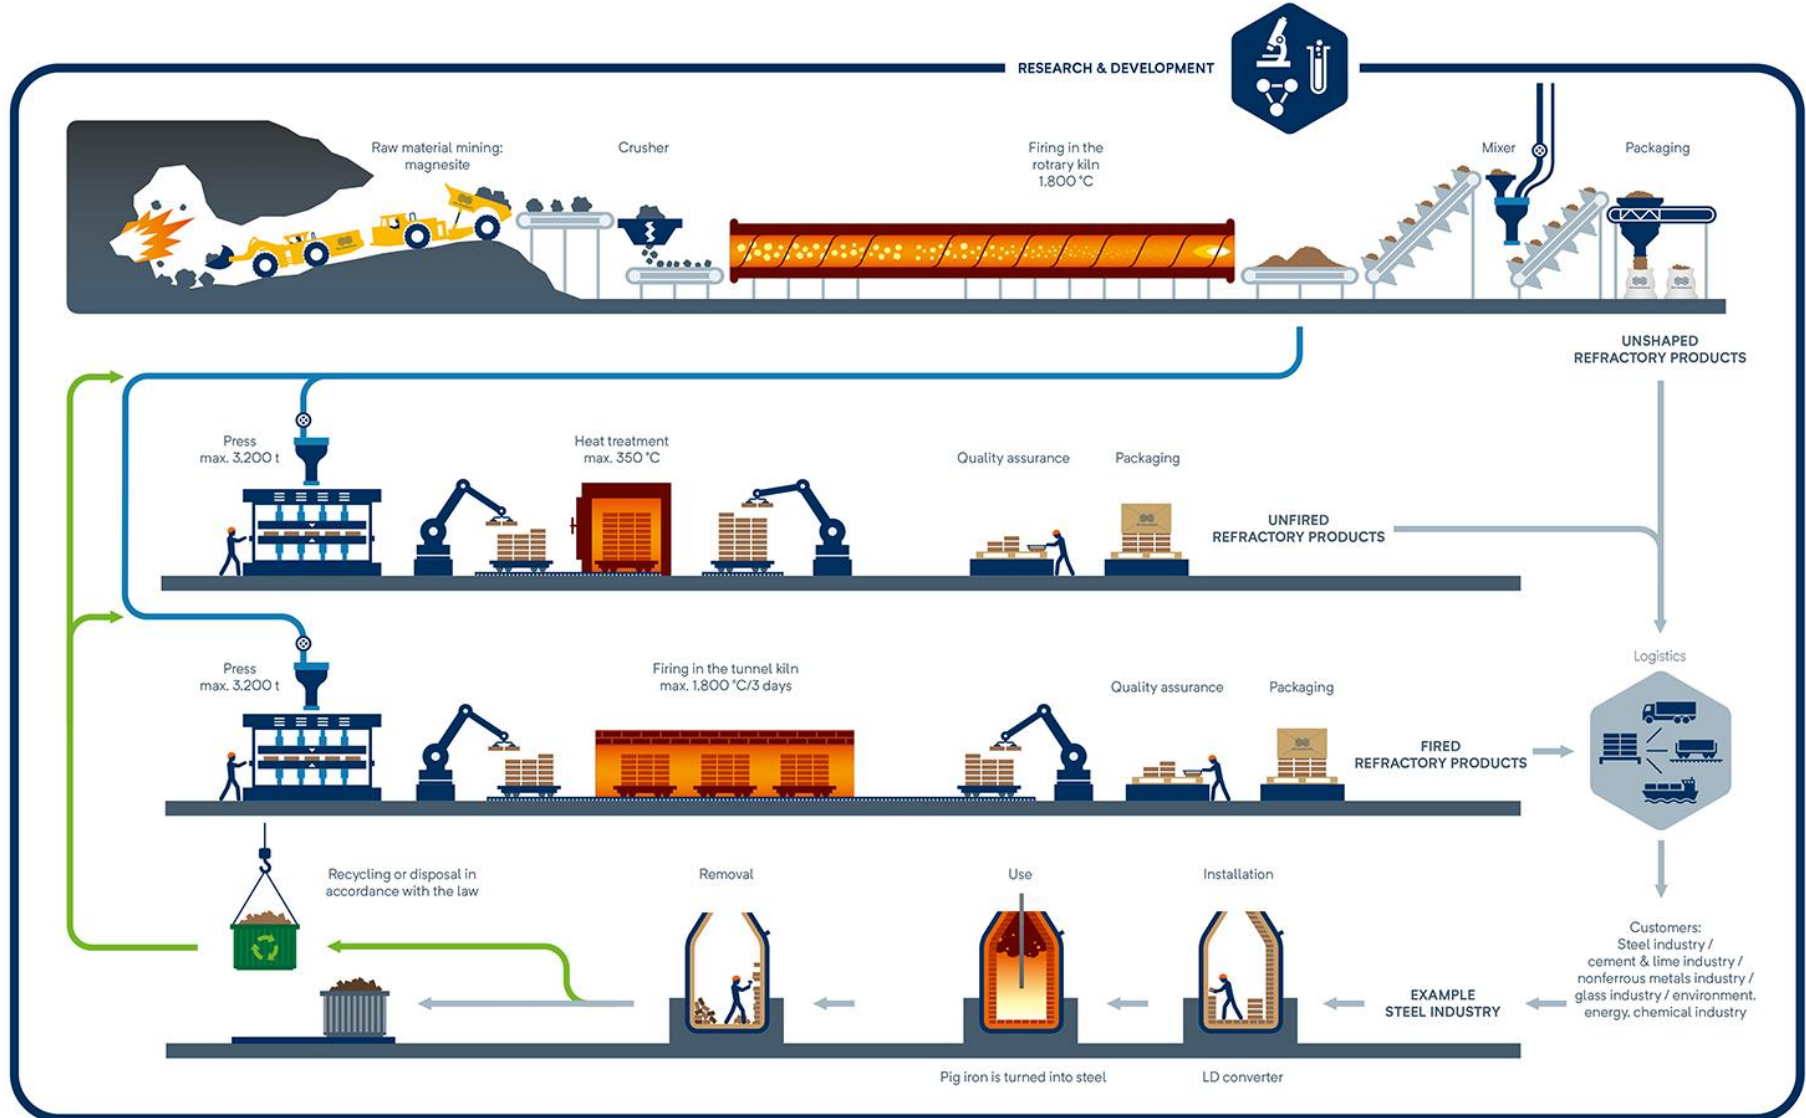 RESEARCH & DEVELOPMENT
Raw material mining:
magnesite
Crusher
Firing in the
rotrary kiln
1.800 °C
Mixer
Packaging
UNSHAPED
REFRACTORY PRODUCTS
Press
max. 3.200 t
Heat treatment
max. 350 °C
Quality assurance
Packaging
UNFIRED
REFRACTORY PRODUCTS
Press
max. 3.200 t
Firing in the tunnel kiln
max. 1.800 °C/3 days
Quality assurance
Packaging
FIRED
REFRACTORY PRODUCTS
Logistics
Recycling or disposal in
accordance with the law
Removal
Use
Installation
Customers:
Steel industry /
cement & lime industry /
nonferrous metals industry /
glass industry / environment.
energy. chemical industry
EXAMPLE
STEEL INDUSTRY
Pig iron is turned into steel
LD converter